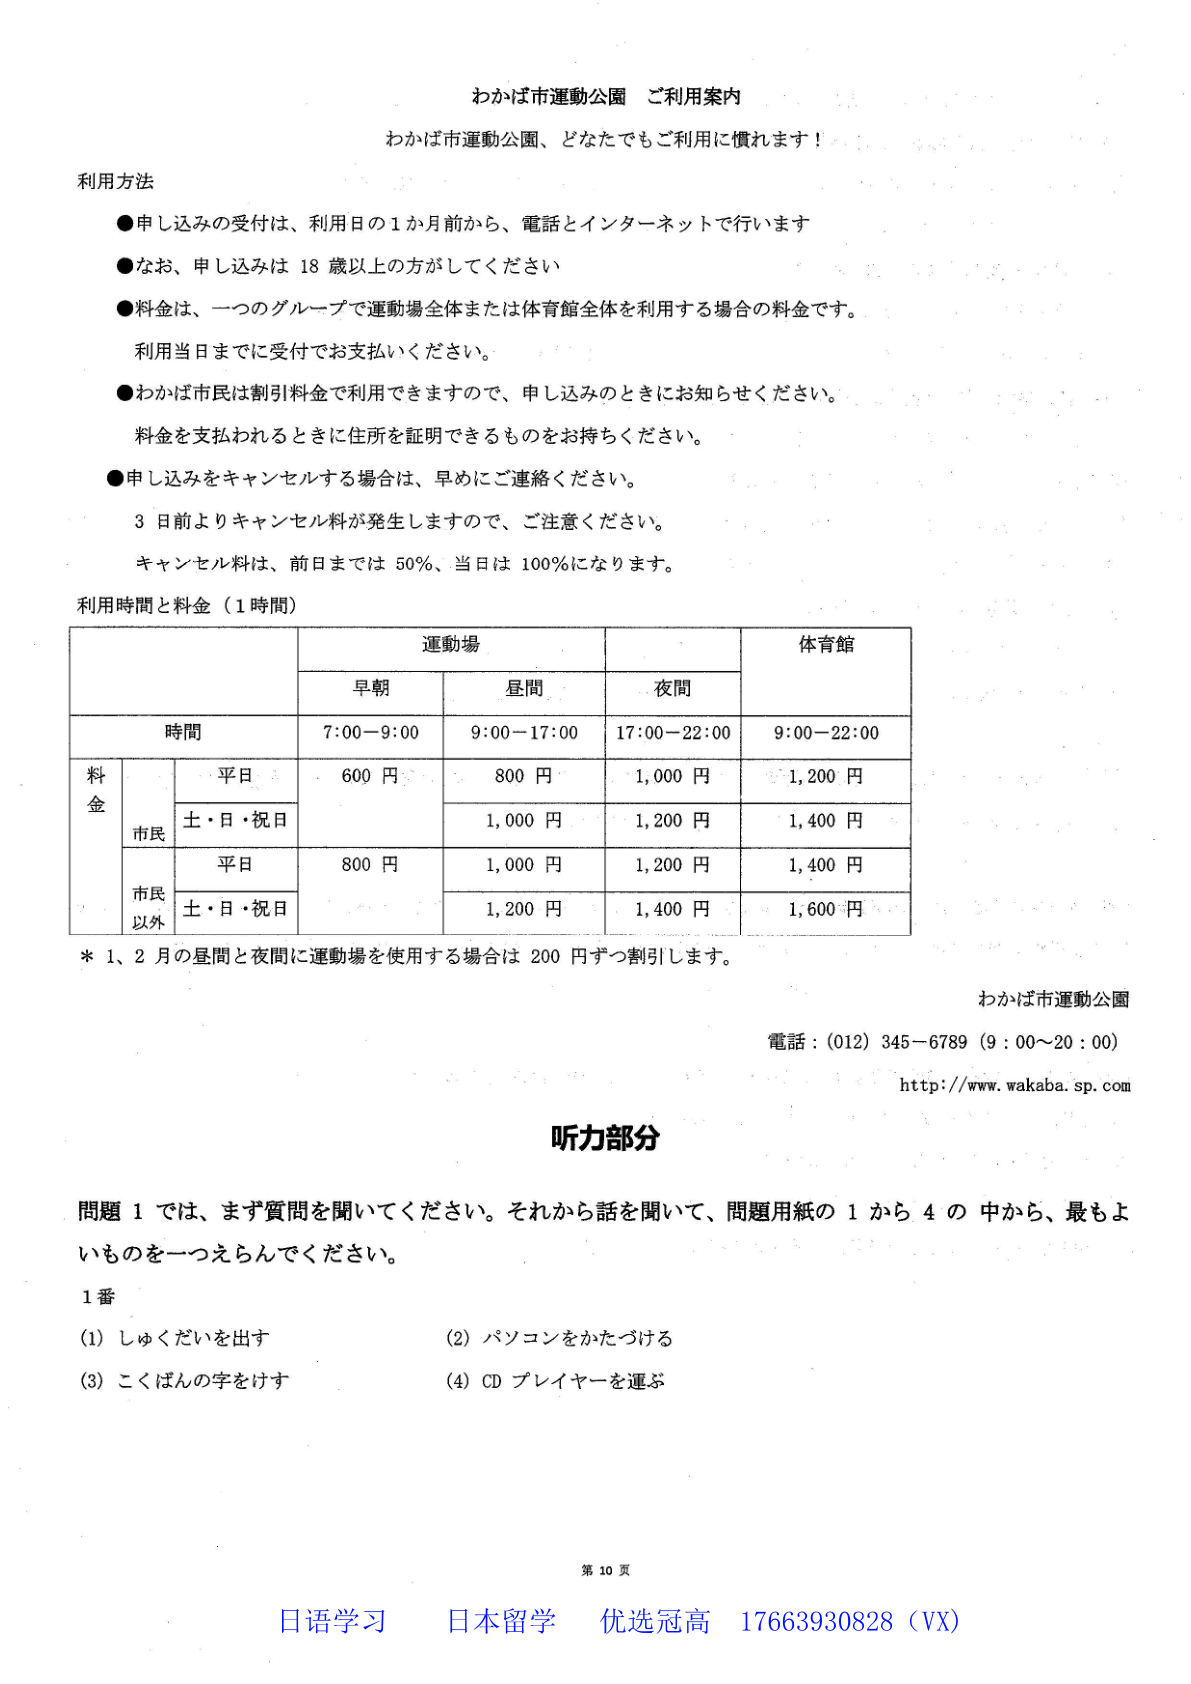 わかば市運動公園　ご利用案内
わかば市運動公園、どなたでもご利用に慣れます！
利用方法
●申し込みの受付は、利用日の１か月前から、電話とインターネットで行います
●なお、申し込みは 18 歳以上の方がしてください
●料金は、一つのグループで運動場全体または体育館全体を利用する場合の料金です。
利用当日までに受付でお支払いください。
●わかば市民は割引料金で利用できますので、申し込みのときにお知らせください。
料金を支払われるときに住所を証明できるものをお持ちください。
●申し込みをキャンセルする場合は、早めにご連絡ください。
3 日前よりキャンセル料が発生しますので、ご注意ください。
キャンセル料は、前日までは 50%、当日は 100%になります。
利用時間と料金（１時間）
運動場 体育館
早朝 昼間 夜間
時間 7:00－9:00 9:00－17:00 17:00－22:00 9:00－22:00
料金 市民 平日 600 円 800 円 1,000 円 1,200 円
土・日・祝日 1,000 円 1,200 円 1,400 円
市民以外 平日 800 円 1,000 円 1,200 円 1,400 円
土・日・祝日 1,200 円 1,400 円 1,600 円
＊ 1、2 月の昼間と夜間に運動場を使用する場合は 200 円ずつ割引します。
わかば市運動公園
電話：(012) 345－6789（9：00～20：00）
http://www.wakaba.sp.com
听力部分
問題 1 では、まず質問を聞いてください。それから話を聞いて、問題用紙の 1 から 4 の 中から、最もよ
いものを一つえらんでください。
１番
(1) しゅくだいを出す (2) パソコンをかたづける
(3) こくばんの字をけす (4) CD プレイヤーを運ぶ
第 10 页
日语学习 日本留学 优选冠高 17663930828（VX）